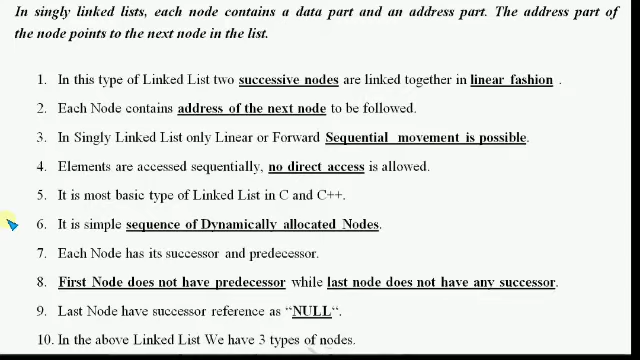 In singly linked lists, each node contains a data part and an address part. The address part of
the node points to the next node in the list.
1. In this type of Linked List two successive nodes are linked together in linear fashion .
2. Each Node contains address of the next node to be followed.
3. In Singly Linked List only Linear or Forward Sequential movement is possible.
4. Elements are accessed sequentially, no direct access is allowed.
5. It is most basic type of Linked List in C and C++.
6. It is simple sequence of Dynamically allocated Nodes.
7. Each Node has its successor and predecessor.
8. First Node does not have predecessor while last node does not have any successor.
9. Last Node have successor reference as “NULL“.
10. In the above Linked List We have 3 types of nodes.